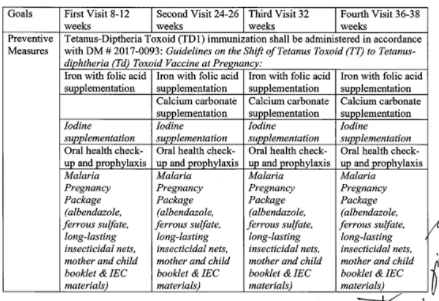 Goals First Visit 8-12 Second Visit 24-26 Third Visit 32 Fourth Visit 36-38
weeks weeks weeks weeks
Preventive Tetanus-Diptheria Toxoid (TD1) immunization shall be administered in accordance
Measures with DM # 2017-0093: Guidelines on the Shift of Tetanus Toxoid (TT) to Tetanus-
diphtheria (Td) Toxoid Vaccine at Pregnancy:
Iron with folic acid Iron with folic acid Iron with folic acid Iron with folic acid
supplementation supplementation supplementation supplementation
Calcium carbonate Calcium carbonate Calcium carbonate
supplementation supplementation supplementation
Iodine Iodine Iodine Iodine
supplementation supplementation supplementation supplementation
Oral health check- Oral health check- Oral health check- Oral health check-
up and prophylaxis up and prophylaxis up and prophylaxis up and prophylaxis
Malaria Malaria Malaria Malaria
Pregnancy Pregnancy Pregnancy Pregnancy
Package Package Package Package
(albendazole, (albendazole, (albendazole, (albendazole,
ferrous sulfate, ferrous sulfate, ferrous sulfate, ferrous sulfate,
long-lasting long-lasting long-lasting long-lasting
insecticidal nets, insecticidal nets, insecticidal nets, insecticidal nets,
mother and child mother and child mother and child mother and child
booklet & IEC booklet & IEC booklet & IEC booklet & IEC
materials) materials) materials) materials)